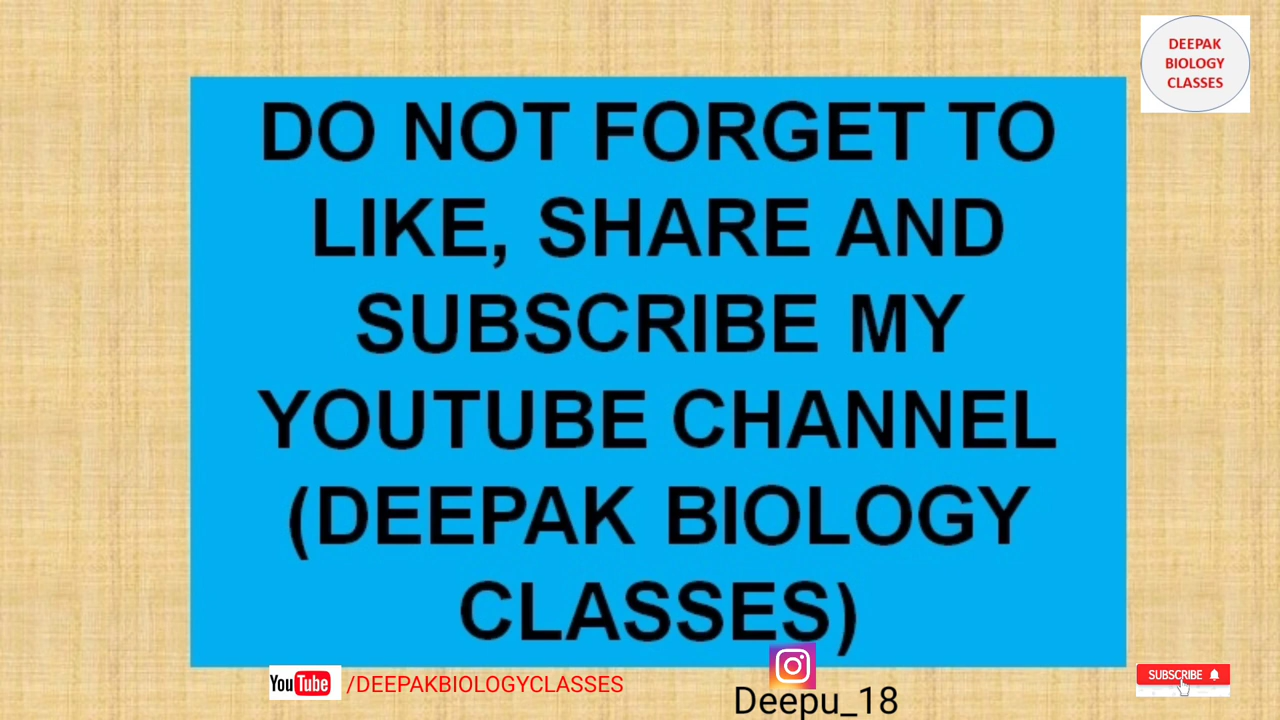 DEEPAK
BIOLOGY
CLASSES
DO NOT FORGET TO
LIKE, SHARE AND
SUBSCRIBE MY
YOUTUBE CHANNEL
(DEEPAK BIOLOGY
CLASSES)
YouTube /DEEPAKBIOLOGYCLASSES
Deepu_18
SUBSCRIBE